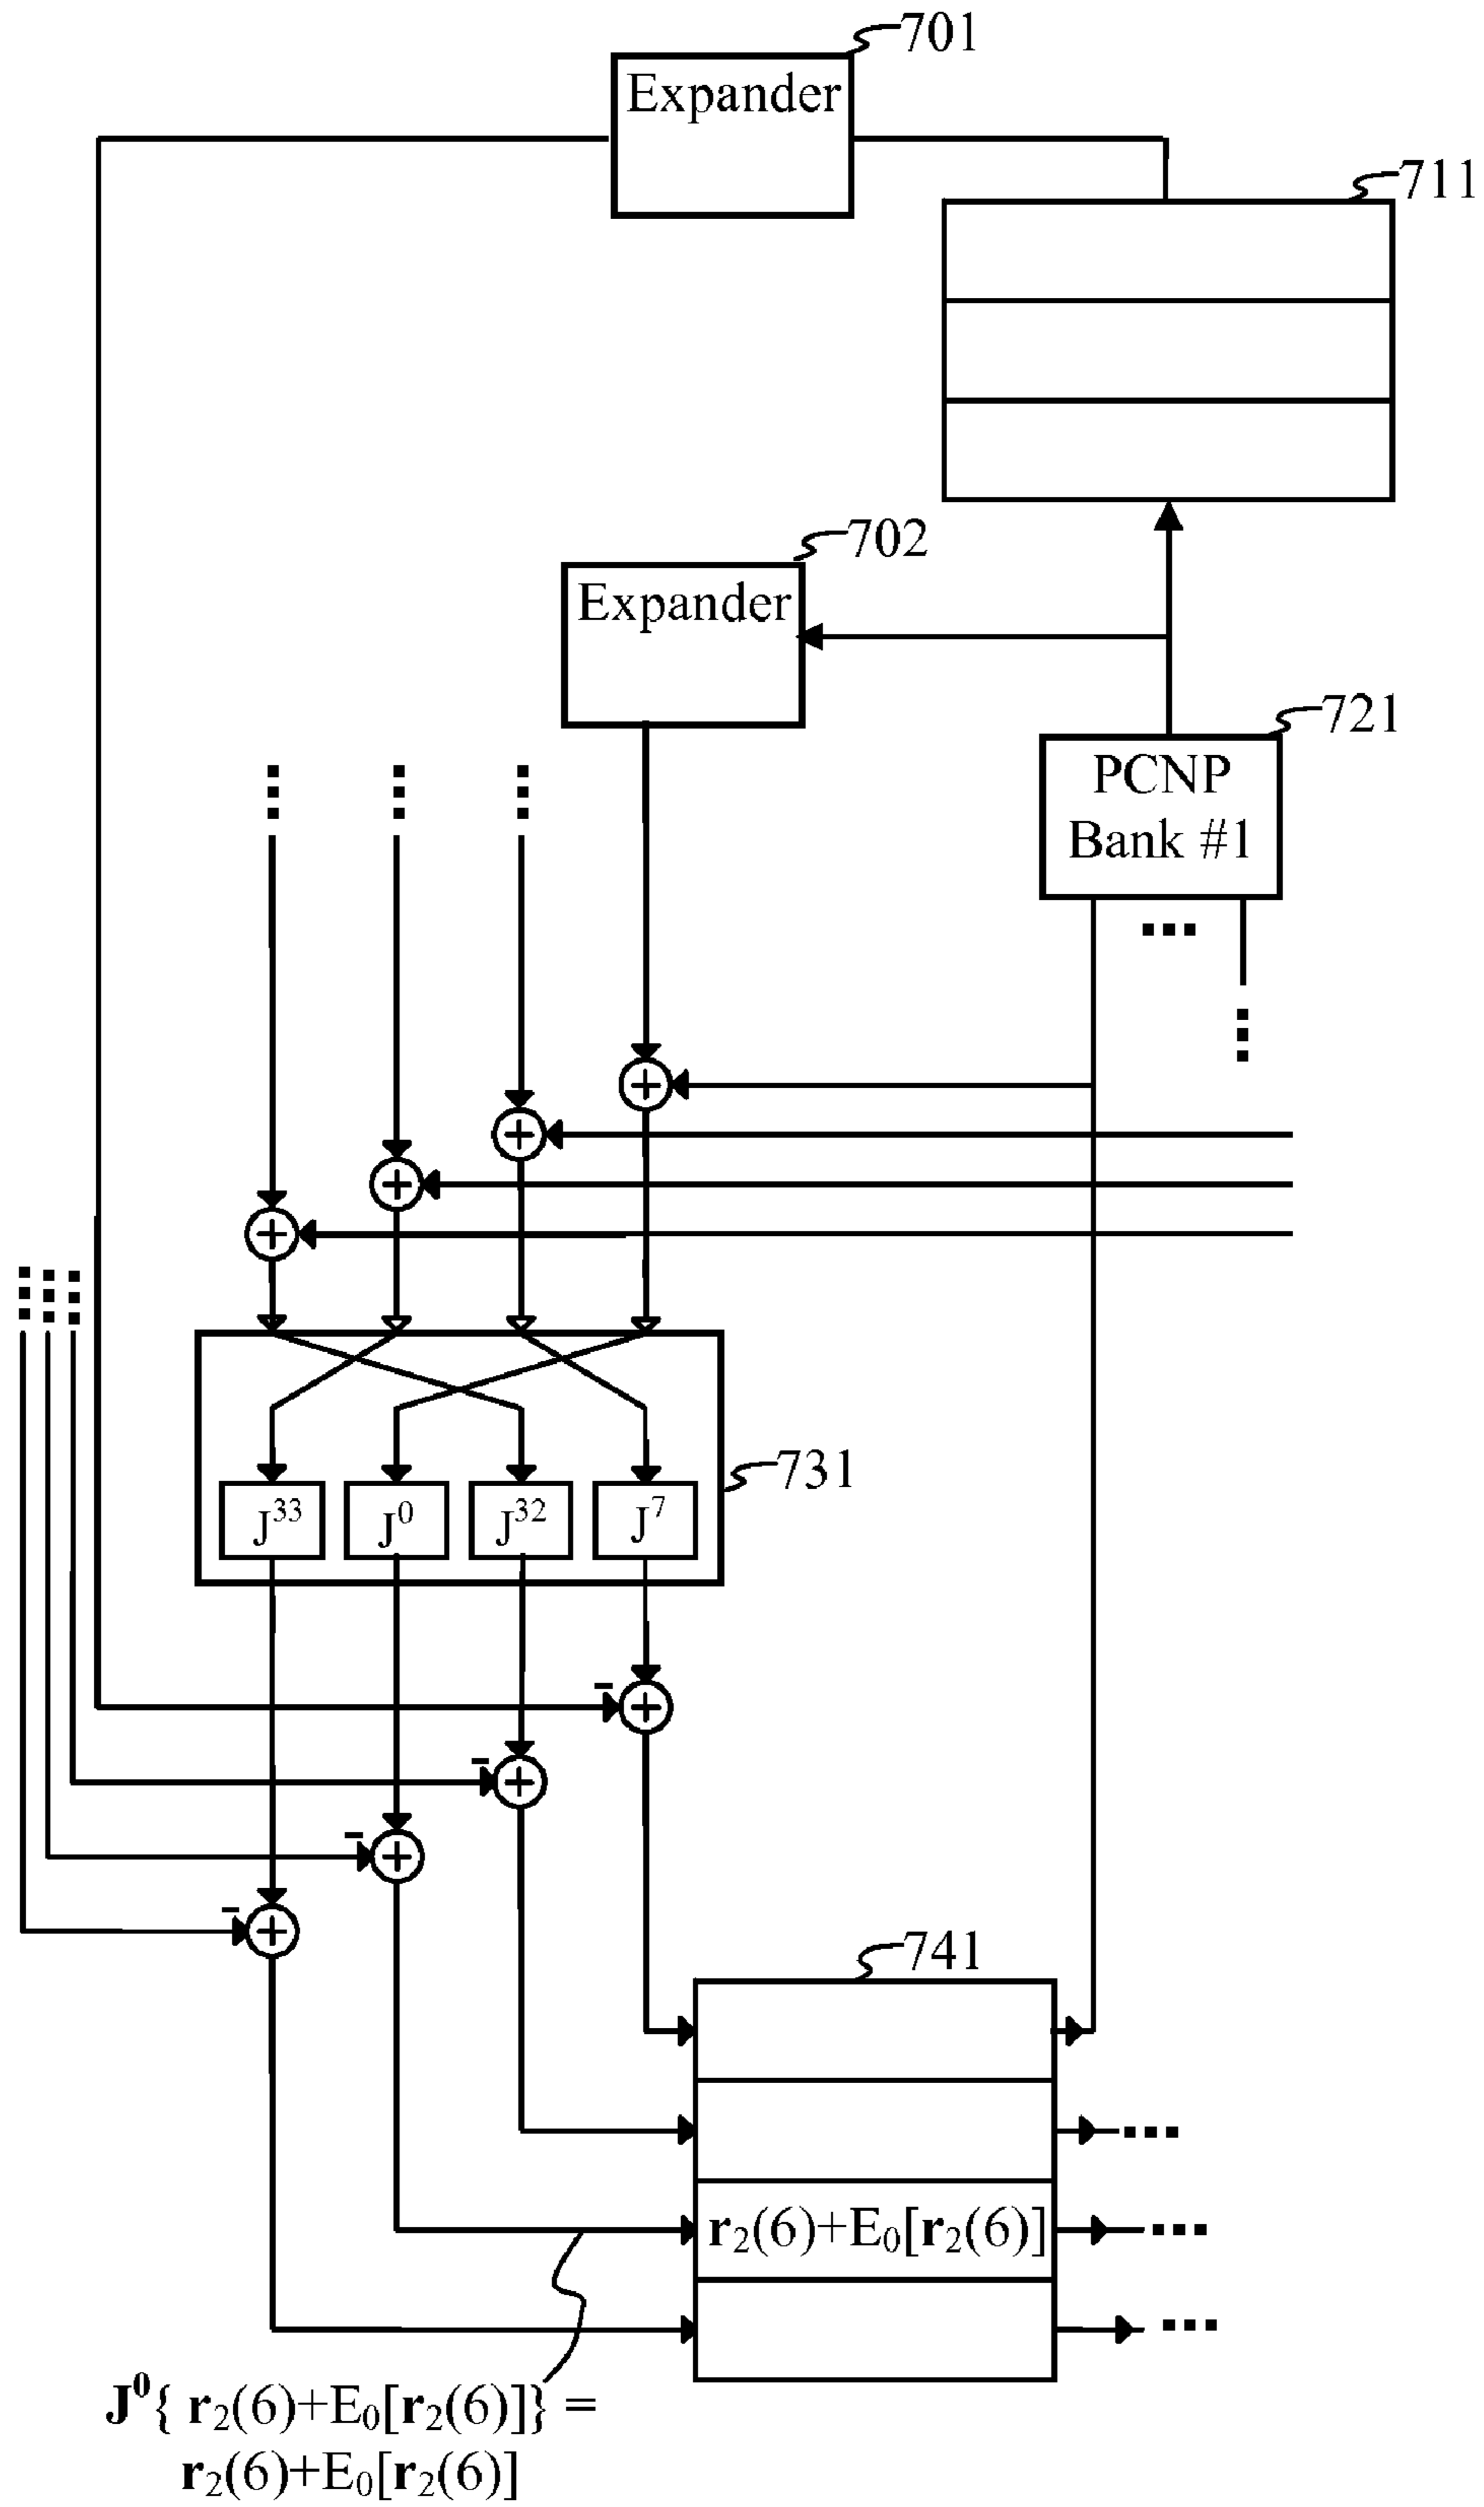 701
Expander
711
702
Expander
721
PCNP
Bank #1
731
J³³ J⁰ J³² J⁷
741
r₂(6)+E₀[r₂(6)]
J⁰{ r₂(6)+E₀[r₂(6)]} =
r₂(6)+E₀[r₂(6)]